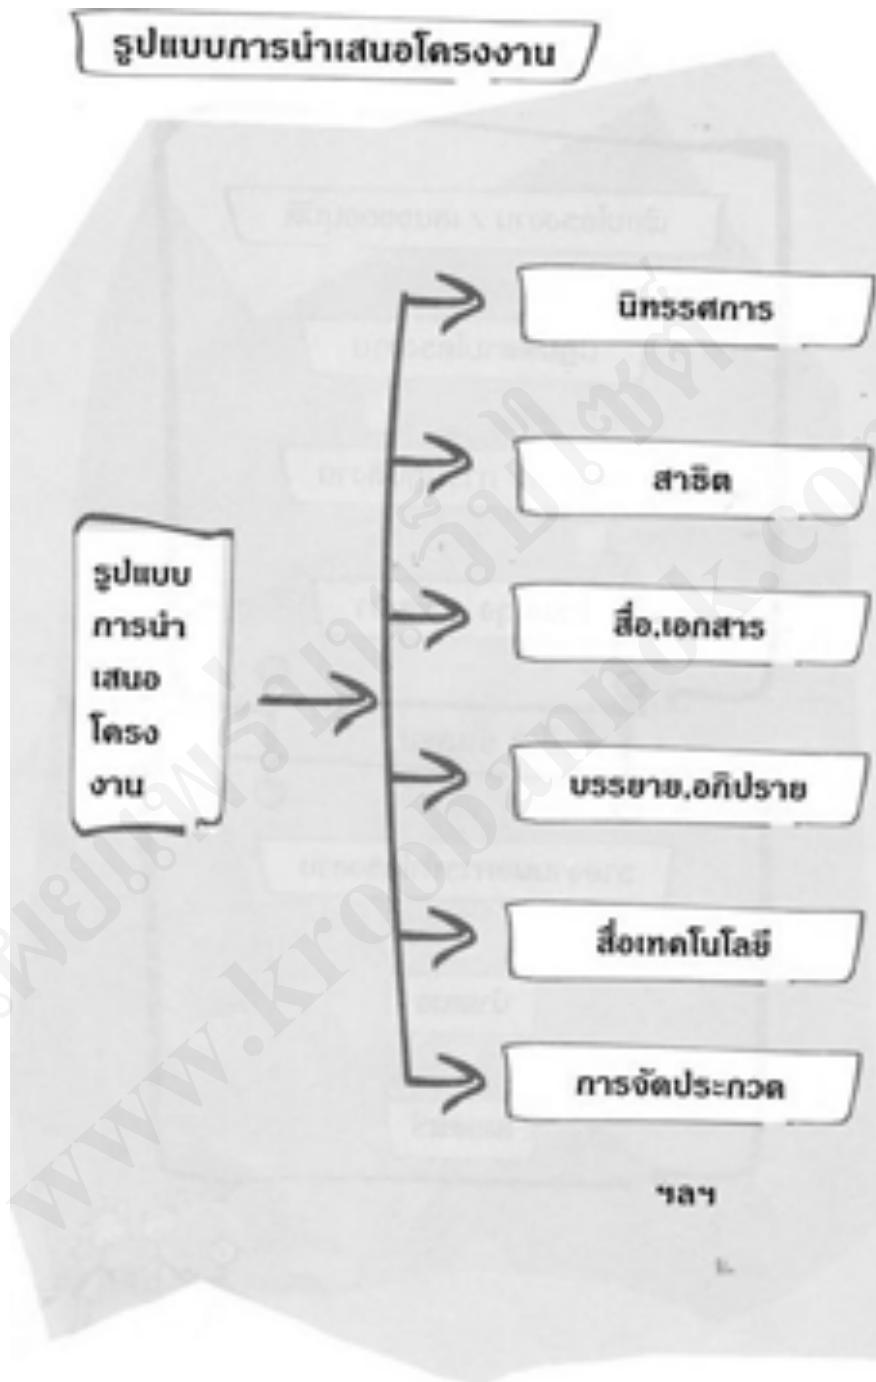 รูปแบบการนำเสนอโครงงาน
นิทรรศการ
สาธิต
รูปแบบ
การนำ
เสนอ
โครง
งาน
สื่อ,เอกสาร
บรรยาย,อภิปราย
สื่อเทคโนโลยี
การจัดประกวด
ฯลฯ
www.kroobannok.com